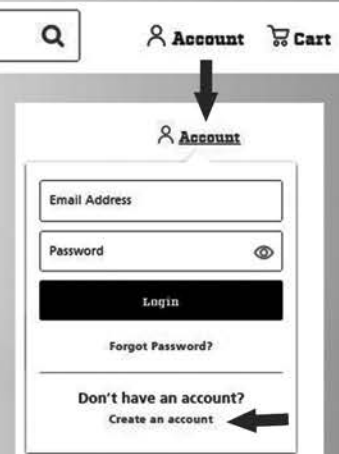 Account Cart
Account
Email Address
Password
Login
Forgot Password?
Don't have an account?
Create an account